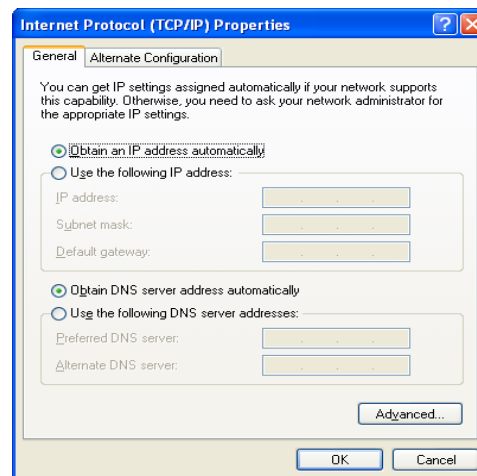 Internet Protocol (TCP/IP) Properties
General Alternate Configuration
You can get IP settings assigned automatically if your network supports
this capability. Otherwise, you need to ask your network administrator for
the appropriate IP settings.
Obtain an IP address automatically
Use the following IP address:
IP address:
Subnet mask:
Default gateway:
Obtain DNS server address automatically
Use the following DNS server addresses:
Preferred DNS server:
Alternate DNS server:
Advanced...
OK Cancel